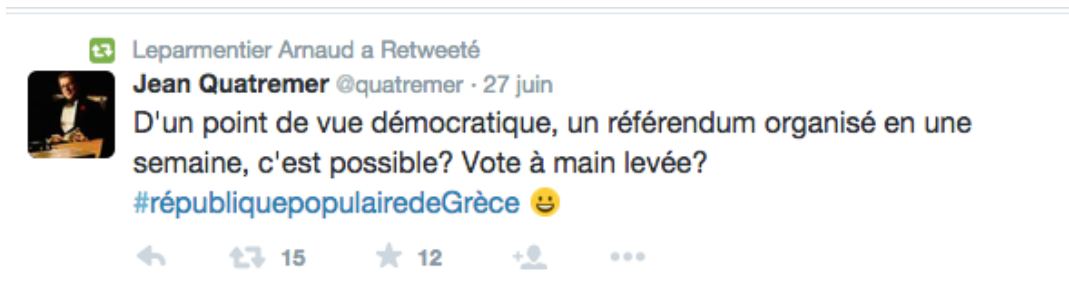 Leparmentier Arnaud a Retweeté
Jean Quatremer @quatremer · 27 juin
D'un point de vue démocratique, un référendum organisé en une
semaine, c'est possible? Vote à main levée?
#républiquepopulairedeGrèce 😀
15 12